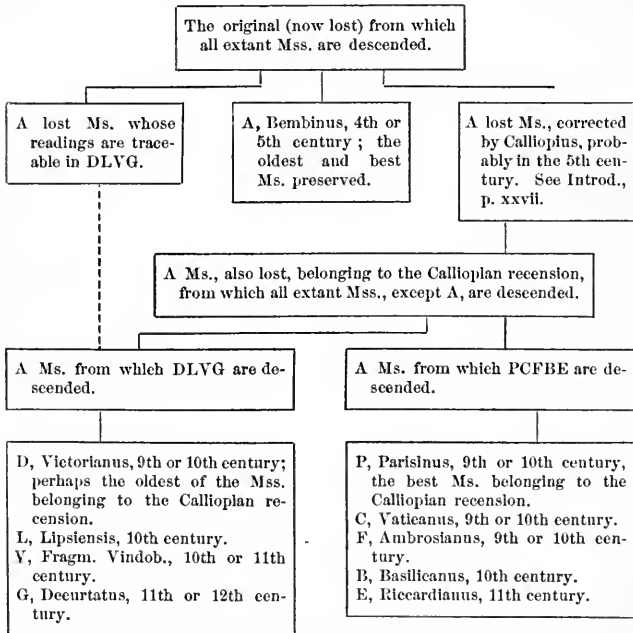 The original (now lost) from which
all extant Mss. are descended.
A lost Ms. whose
readings are trace-
able in DLVG.
A, Bembinus, 4th or
5th century; the
oldest and best
Ms. preserved.
A lost Ms., corrected
by Calliopius, prob-
ably in the 5th cen-
tury. See Introd.,
p. xxvii.
A Ms., also lost, belonging to the Calliopian recension,
from which all extant Mss., except A, are descended.
A Ms. from which DLVG are de-
scended.
A Ms. from which PCFBE are de-
scended.
D, Victorianus, 9th or 10th century;
perhaps the oldest of the Mss.
belonging to the Calliopian re-
cension.
L, Lipsiensis, 10th century.
V, Fragm. Vindob., 10th or 11th
century.
G, Decurtatus, 11th or 12th cen-
tury.
P, Parisinus, 9th or 10th century,
the best Ms. belonging to the
Calliopian recension.
C, Vaticanus, 9th or 10th century.
F, Ambrosianus, 9th or 10th cen-
tury.
B, Basilicanus, 10th century.
E, Riccardianus, 11th century.